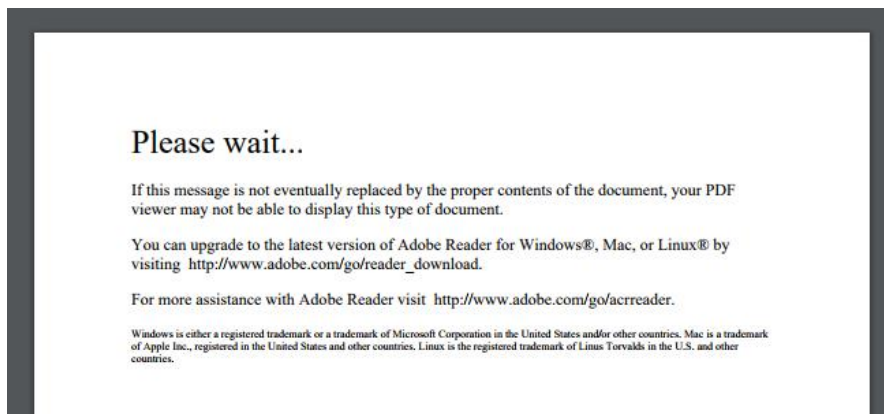 Please wait...
If this message is not eventually replaced by the proper contents of the document, your PDF
viewer may not be able to display this type of document.
You can upgrade to the latest version of Adobe Reader for Windows®, Mac, or Linux® by
visiting  http://www.adobe.com/go/reader_download.
For more assistance with Adobe Reader visit  http://www.adobe.com/go/acrreader.
Windows is either a registered trademark or a trademark of Microsoft Corporation in the United States and/or other countries. Mac is a trademark
of Apple Inc., registered in the United States and other countries. Linux is the registered trademark of Linus Torvalds in the U.S. and other
countries.